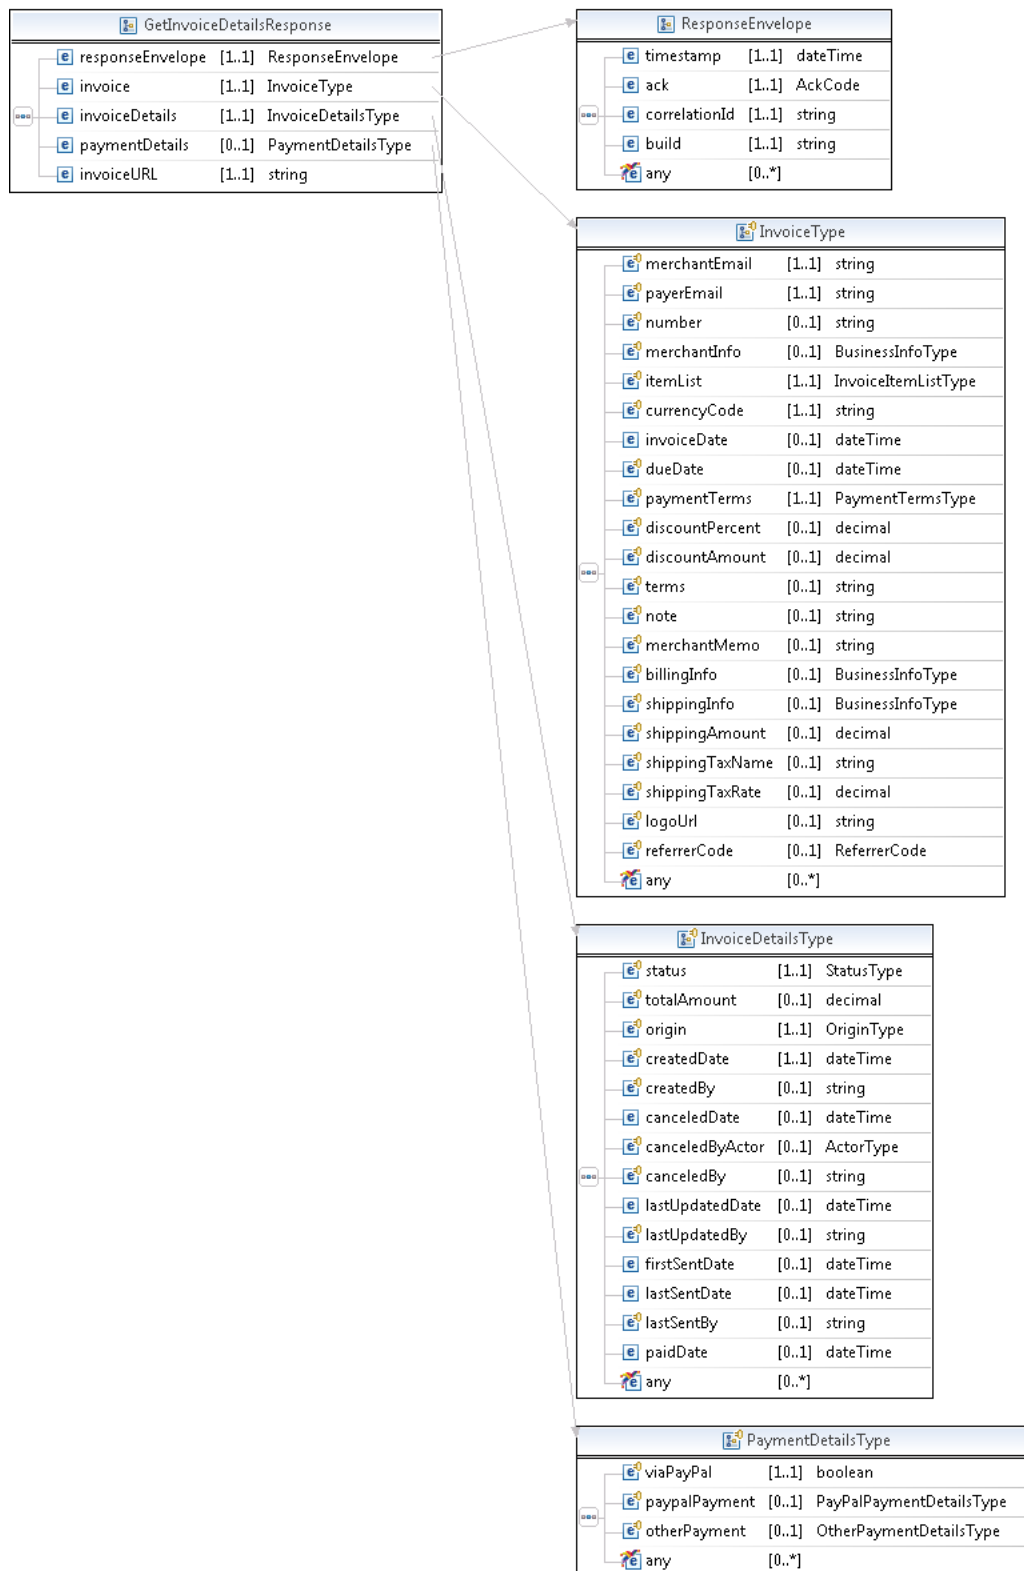 GetInvoiceDetailsResponse
responseEnvelope [1..1] ResponseEnvelope
invoice [1..1] InvoiceType
invoiceDetails [1..1] InvoiceDetailsType
paymentDetails [0..1] PaymentDetailsType
invoiceURL [1..1] string
ResponseEnvelope
timestamp [1..1] dateTime
ack [1..1] AckCode
correlationId [1..1] string
build [1..1] string
any [0..*]
InvoiceType
merchantEmail [1..1] string
payerEmail [1..1] string
number [0..1] string
merchantInfo [0..1] BusinessInfoType
itemList [1..1] InvoiceItemListType
currencyCode [1..1] string
invoiceDate [0..1] dateTime
dueDate [0..1] dateTime
paymentTerms [1..1] PaymentTermsType
discountPercent [0..1] decimal
discountAmount [0..1] decimal
terms [0..1] string
note [0..1] string
merchantMemo [0..1] string
billingInfo [0..1] BusinessInfoType
shippingInfo [0..1] BusinessInfoType
shippingAmount [0..1] decimal
shippingTaxName [0..1] string
shippingTaxRate [0..1] decimal
logoUrl [0..1] string
referrerCode [0..1] ReferrerCode
any [0..*]
InvoiceDetailsType
status [1..1] StatusType
totalAmount [0..1] decimal
origin [1..1] OriginType
createdDate [1..1] dateTime
createdBy [0..1] string
canceledDate [0..1] dateTime
canceledByActor [0..1] ActorType
canceledBy [0..1] string
lastUpdatedDate [0..1] dateTime
lastUpdatedBy [0..1] string
firstSentDate [0..1] dateTime
lastSentDate [0..1] dateTime
lastSentBy [0..1] string
paidDate [0..1] dateTime
any [0..*]
PaymentDetailsType
viaPayPal [1..1] boolean
paypalPayment [0..1] PayPalPaymentDetailsType
otherPayment [0..1] OtherPaymentDetailsType
any [0..*]